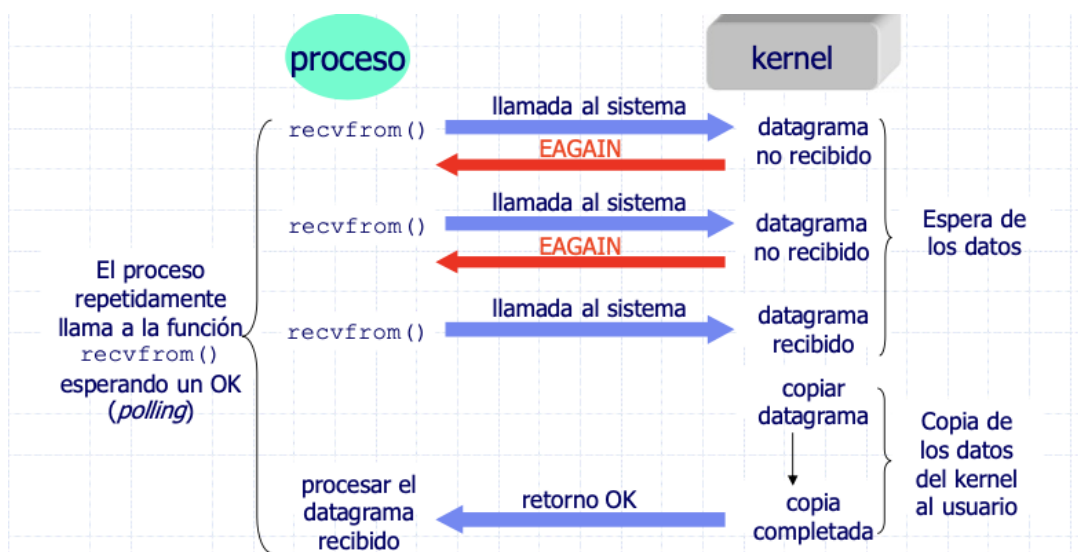 proceso
kernel
llamada al sistema
recvfrom()
EAGAIN
datagrama
no recibido
llamada al sistema
recvfrom()
EAGAIN
datagrama
no recibido
Espera de
los datos
El proceso
repetidamente
llama a la función
recvfrom()
esperando un OK
(polling)
llamada al sistema
recvfrom()
datagrama
recibido
copiar
datagrama
Copia de
los datos
del kernel
al usuario
procesar el
datagrama
recibido
retorno OK
copia
completada